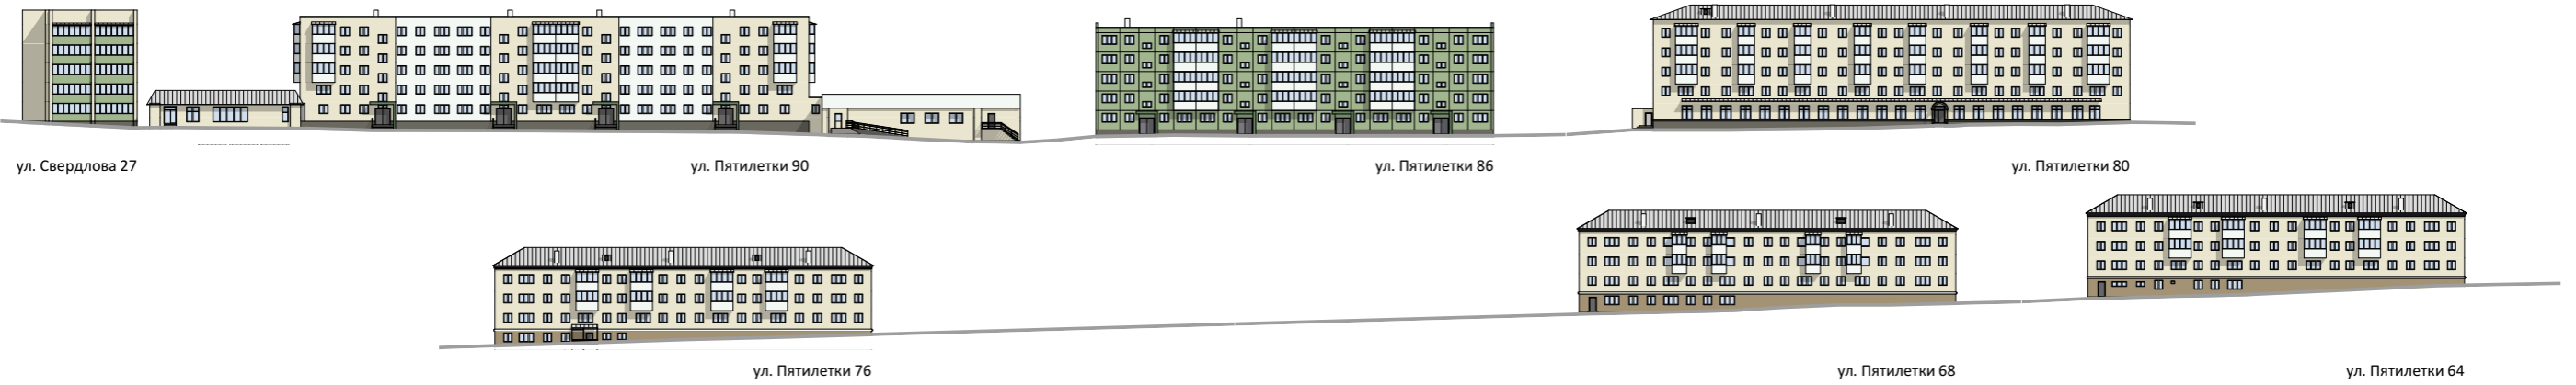 ул. Свердлова 27
ул. Пятилетки 90
ул. Пятилетки 86
ул. Пятилетки 80
ул. Пятилетки 76
ул. Пятилетки 68
ул. Пятилетки 64